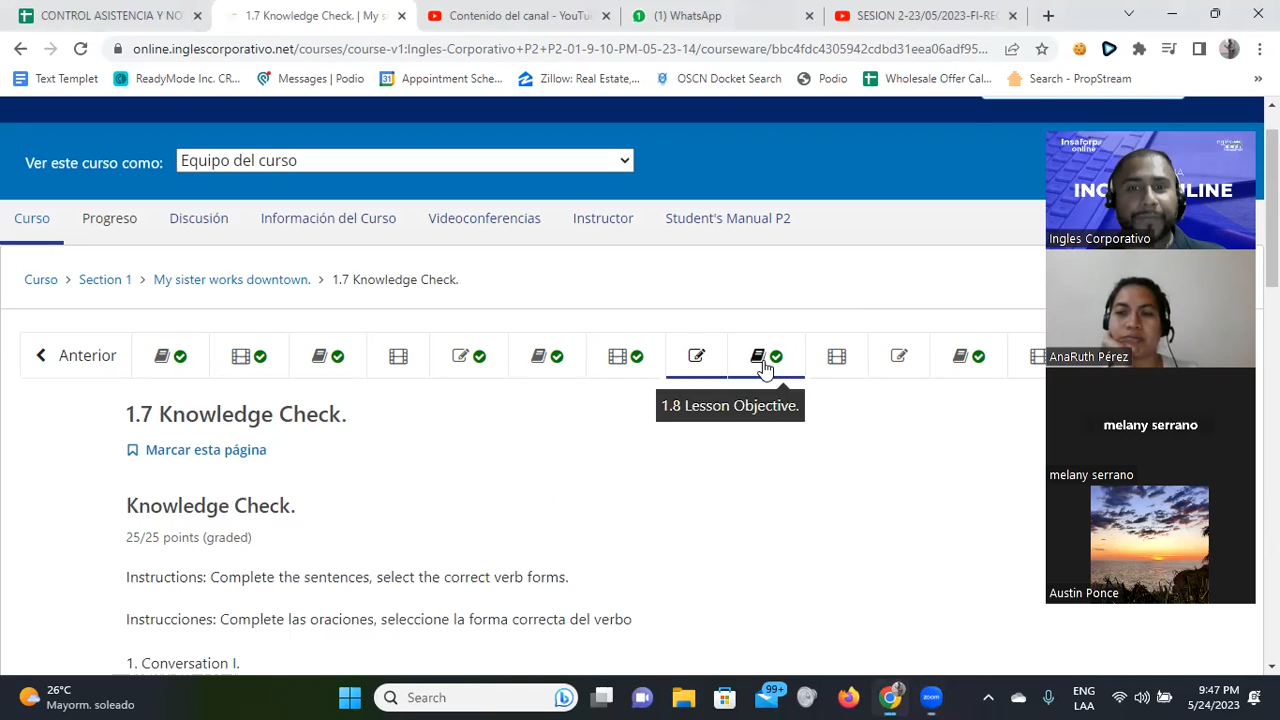 CONTROL ASISTENCIA Y NO
1.7 Knowledge Check. | My s
Contenido del canal - YouTube
(1) WhatsApp
SESION 2-23/05/2023-FI-REC
online.inglescorporativo.net/courses/course-v1:Ingles-Corporativo+P2+P2-01-9-10-PM-05-23-14/courseware/bbc4fdc4305942cdbd31eea06adf95...
Text Templet
ReadyMode Inc. CR...
Messages | Podio
Appointment Sche...
Zillow: Real Estate,...
OSCN Docket Search
Podio
Wholesale Offer Cal...
Search - PropStream
»
Ver este curso como:
Equipo del curso
Curso
Progreso
Discusión
Información del Curso
Videoconferencias
Instructor
Student's Manual P2
Curso > Section 1 > My sister works downtown. > 1.7 Knowledge Check.
Anterior
1.8 Lesson Objective.
1.7 Knowledge Check.
Marcar esta página
Knowledge Check.
25/25 points (graded)
Instructions: Complete the sentences, select the correct verb forms.
Instrucciones: Complete las oraciones, seleccione la forma correcta del verbo
1. Conversation I.
Insaforp
online
Ingles Corporativo
AnaRuth Pérez
melany serrano
melany serrano
Austin Ponce
26°C
Mayorm. soleado
Search
99+
ENG
LAA
9:47 PM
5/24/2023